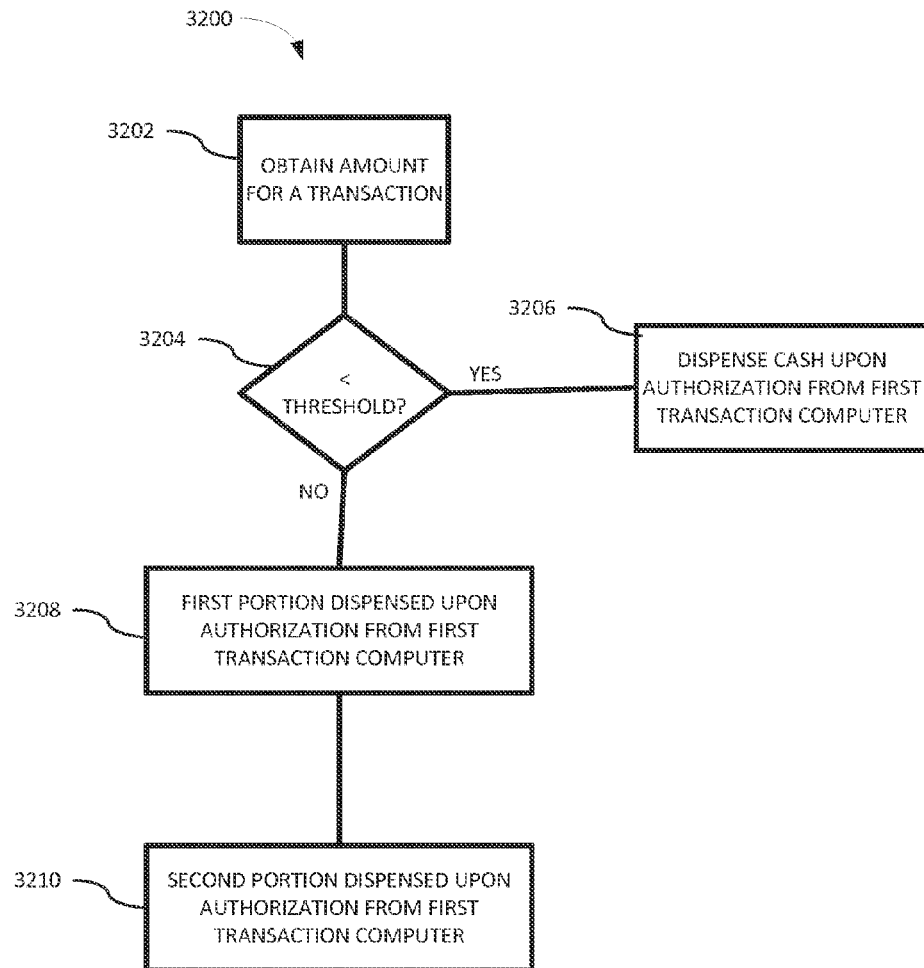 3200
3202
OBTAIN AMOUNT
FOR A TRANSACTION
3204
<
THRESHOLD?
YES
3206
DISPENSE CASH UPON
AUTHORIZATION FROM FIRST
TRANSACTION COMPUTER
NO
3208
FIRST PORTION DISPENSED UPON
AUTHORIZATION FROM FIRST
TRANSACTION COMPUTER
3210
SECOND PORTION DISPENSED UPON
AUTHORIZATION FROM FIRST
TRANSACTION COMPUTER